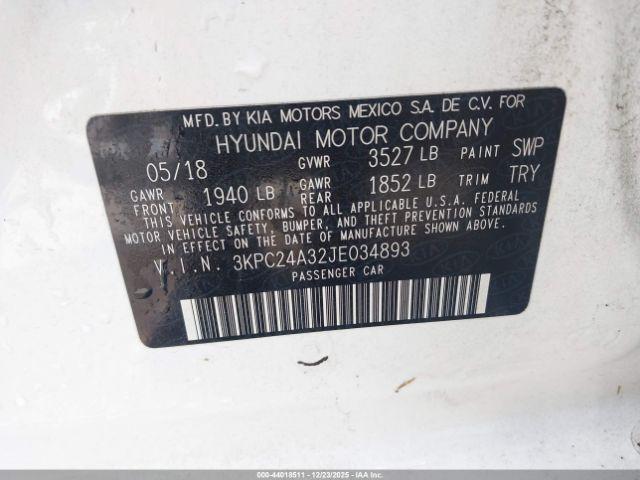 MFD. BY KIA MOTORS MEXICO S.A. DE C.V. FOR
HYUNDAI MOTOR COMPANY
05/18 GVWR 3527 LB PAINT SWP
GAWR FRONT 1940 LB GAWR REAR 1852 LB TRIM TRY
THIS VEHICLE CONFORMS TO ALL APPLICABLE U.S.A. FEDERAL
MOTOR VEHICLE SAFETY, BUMPER, AND THEFT PREVENTION STANDARDS
IN EFFECT ON THE DATE OF MANUFACTURE SHOWN ABOVE.
V.I.N. 3KPC24A32JE034893
PASSENGER CAR
000-44018511 - 12/23/2025 - IAAI.COM